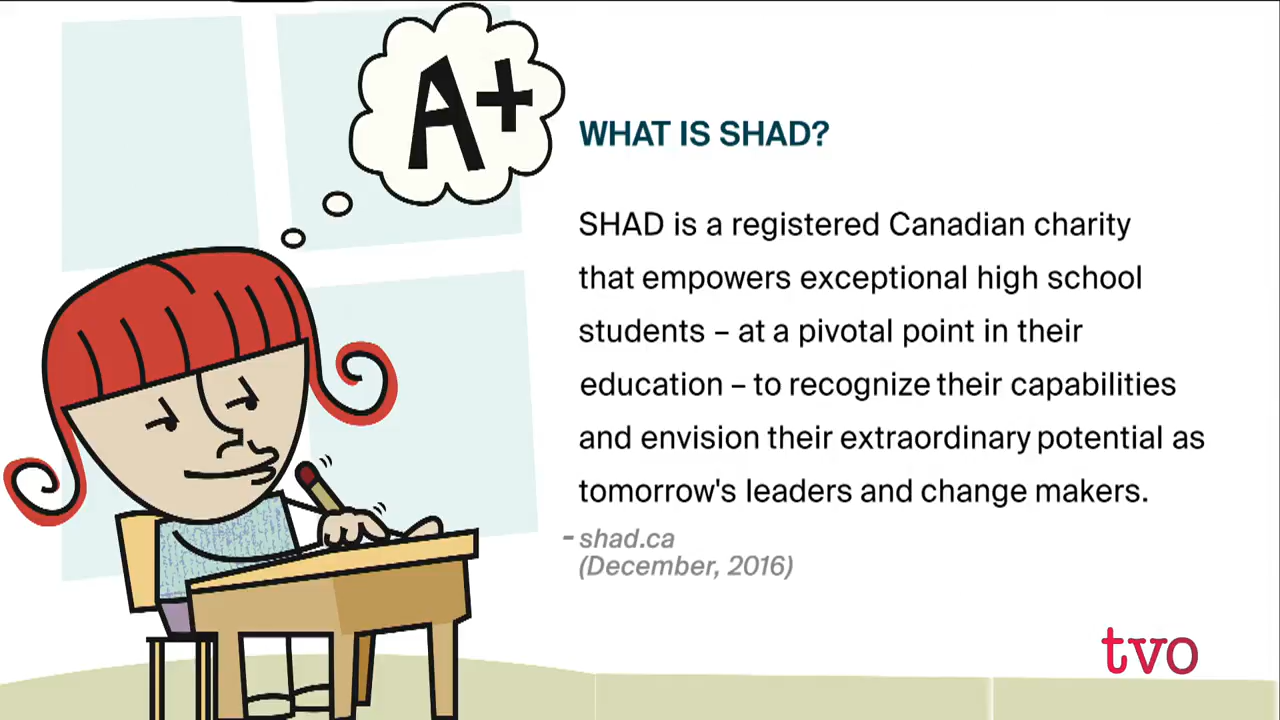 A+
WHAT IS SHAD?
SHAD is a registered Canadian charity
that empowers exceptional high school
students – at a pivotal point in their
education – to recognize their capabilities
and envision their extraordinary potential as
tomorrow's leaders and change makers.
- shad.ca
(December, 2016)
tvo